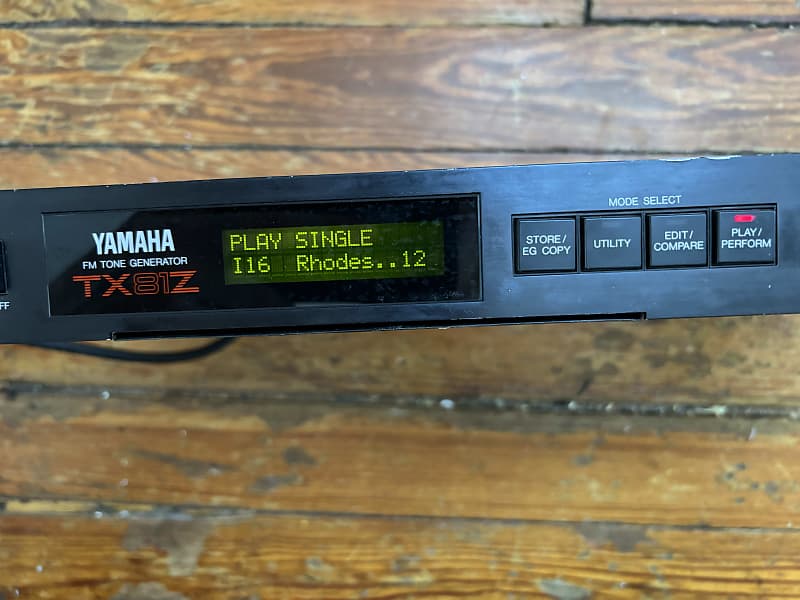 YAMAHA
FM TONE GENERATOR
TX81Z
PLAY SINGLE
I16 Rhodes..12
MODE SELECT
STORE/
EG COPY
UTILITY
EDIT/
COMPARE
PLAY/
PERFORM
FF